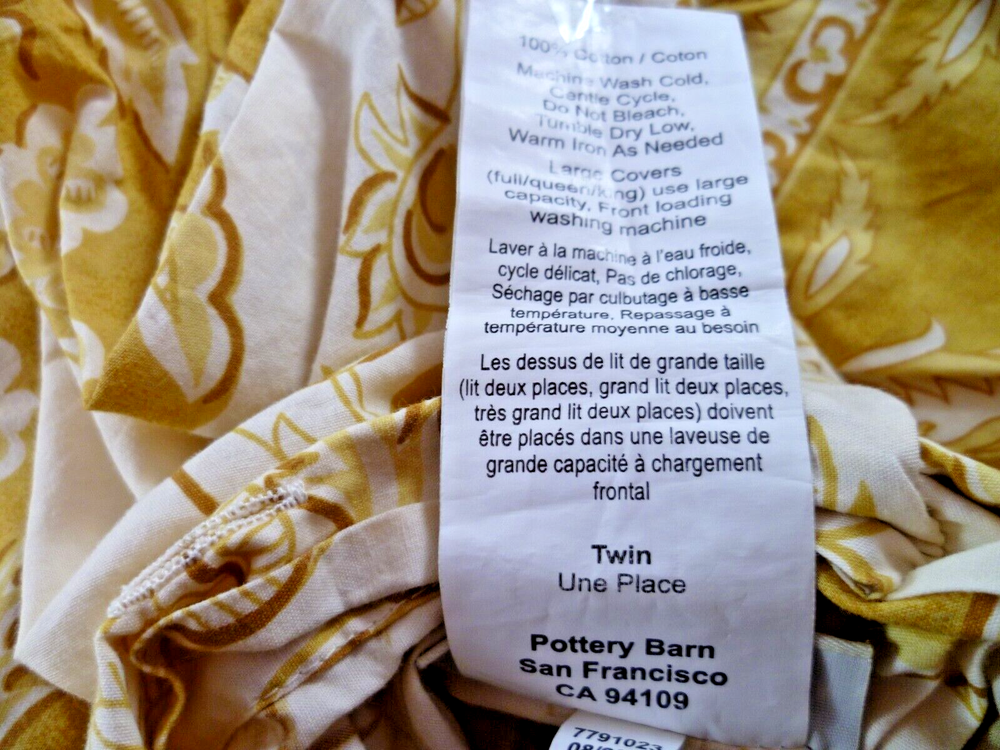 100% Cotton / Coton
Machine Wash Cold,
Gentle Cycle,
Do Not Bleach,
Tumble Dry Low,
Warm Iron As Needed
Large Covers
(full/queen/king) use large
capacity, Front loading
washing machine
Laver à la machine à l'eau froide,
cycle délicat, Pas de chlorage,
Séchage par culbutage à basse
température, Repassage à
température moyenne au besoin
Les dessus de lit de grande taille
(lit deux places, grand lit deux places,
très grand lit deux places) doivent
être placés dans une laveuse de
grande capacité à chargement
frontal
Twin
Une Place
Pottery Barn
San Francisco
CA 94109
7791023